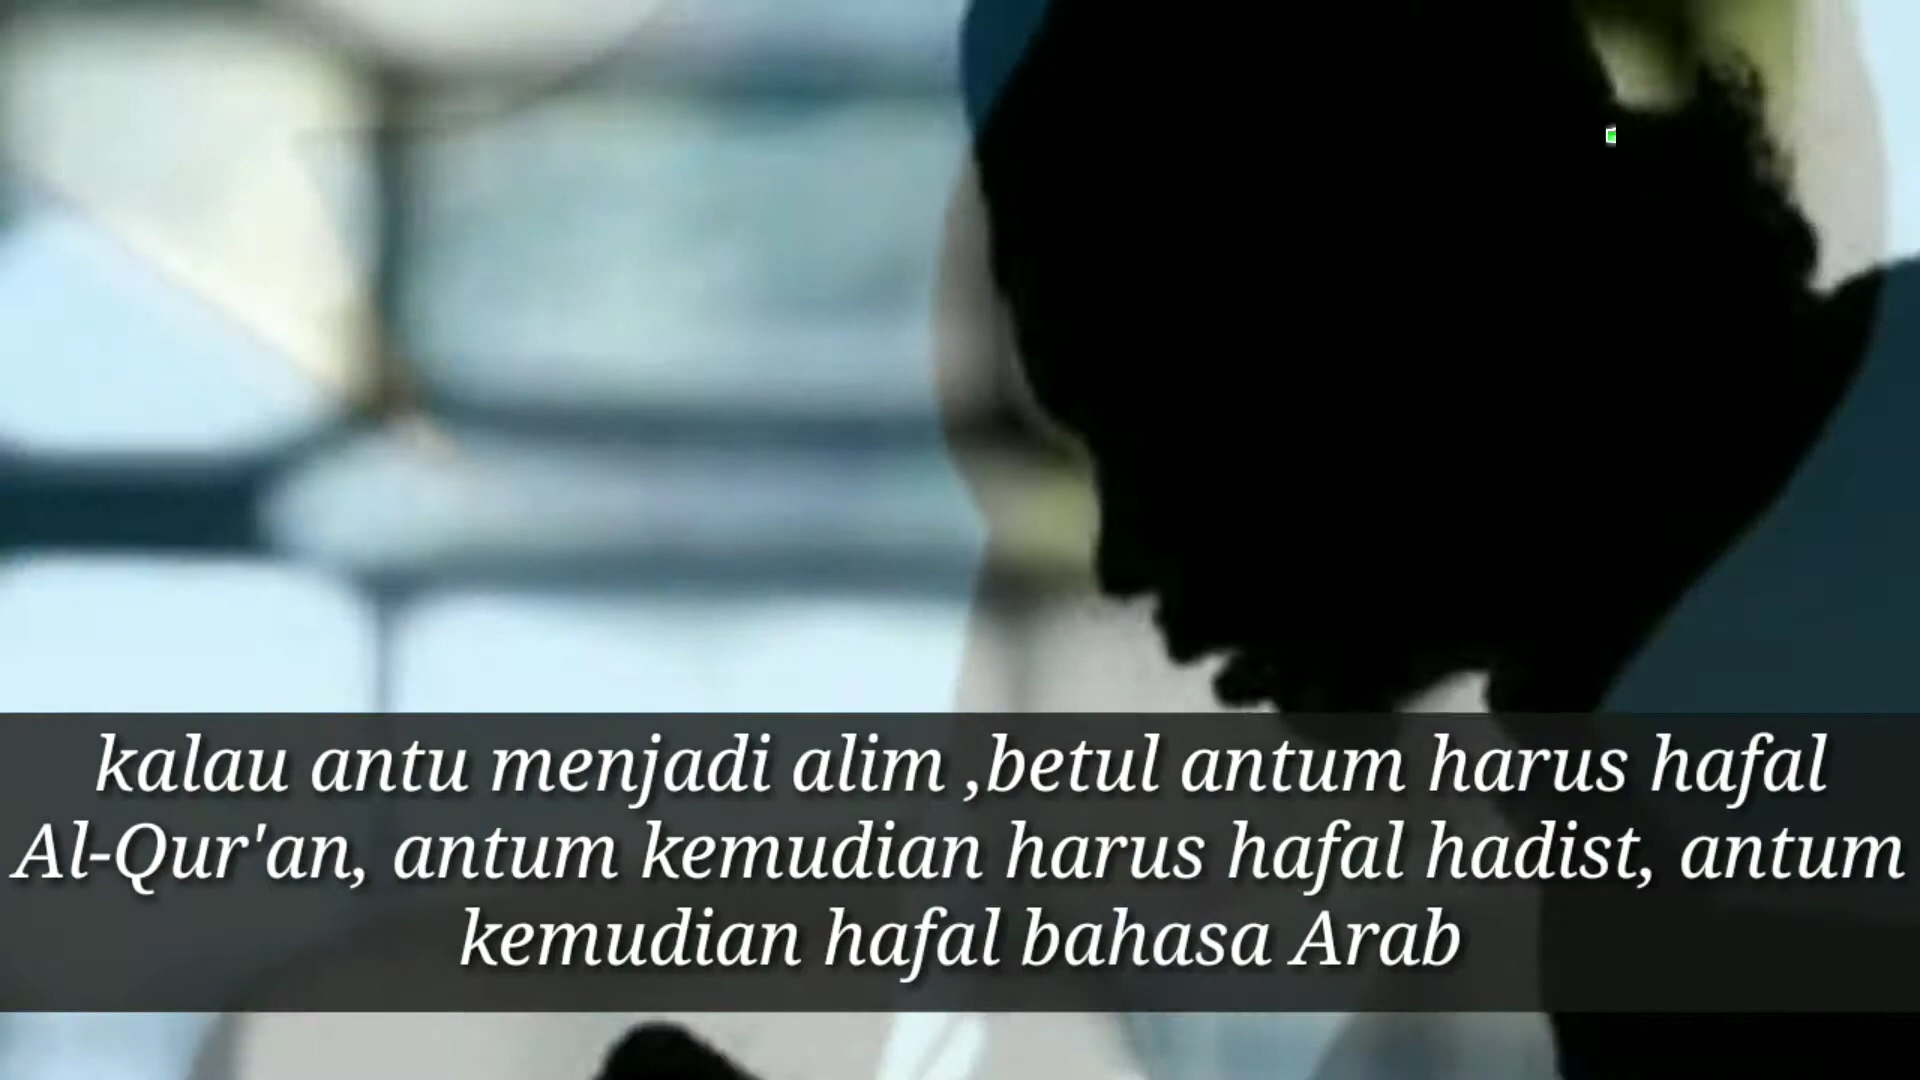 kalau antu menjadi alim ,betul antum harus hafal
Al-Qur'an, antum kemudian harus hafal hadist, antum
kemudian hafal bahasa Arab